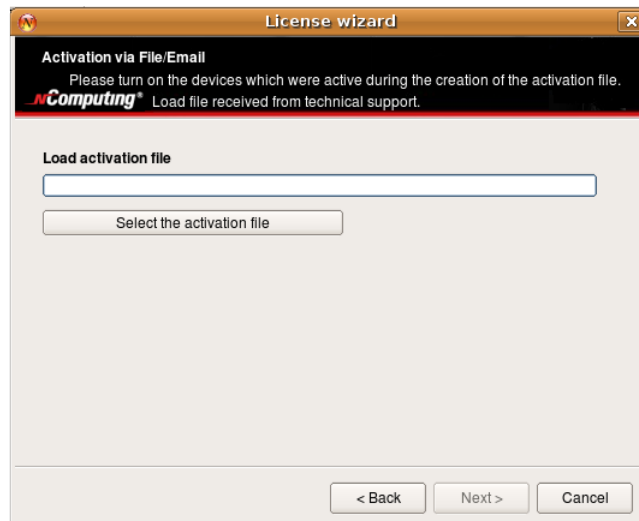 License wizard
Activation via File/Email
Please turn on the devices which were active during the creation of the activation file.
NComputing® Load file received from technical support.
Load activation file
Select the activation file
< Back Next > Cancel